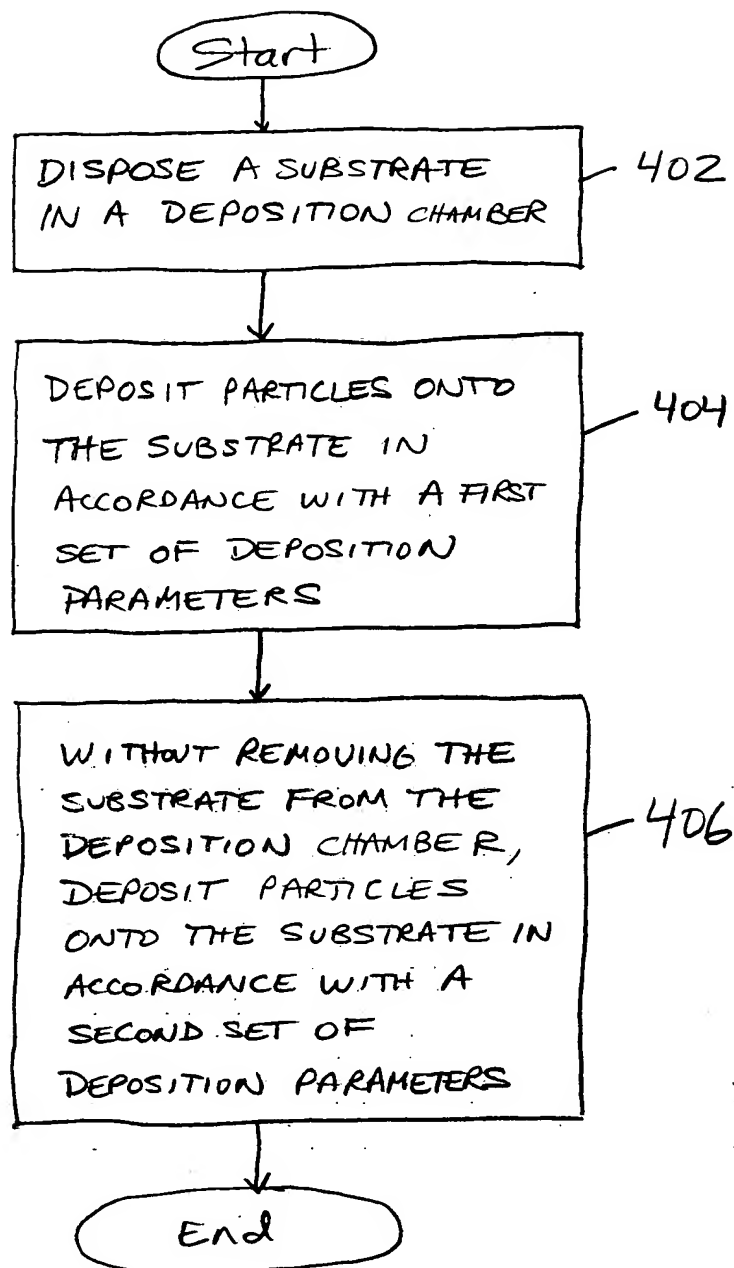 Start
DISPOSE A SUBSTRATE
IN A DEPOSITION CHAMBER
402
DEPOSIT PARTICLES ONTO
THE SUBSTRATE IN
ACCORDANCE WITH A FIRST
SET OF DEPOSITION
PARAMETERS
404
WITHOUT REMOVING THE
SUBSTRATE FROM THE
DEPOSITION CHAMBER,
DEPOSIT PARTICLES
ONTO THE SUBSTRATE IN
ACCORDANCE WITH A
SECOND SET OF
DEPOSITION PARAMETERS
406
End